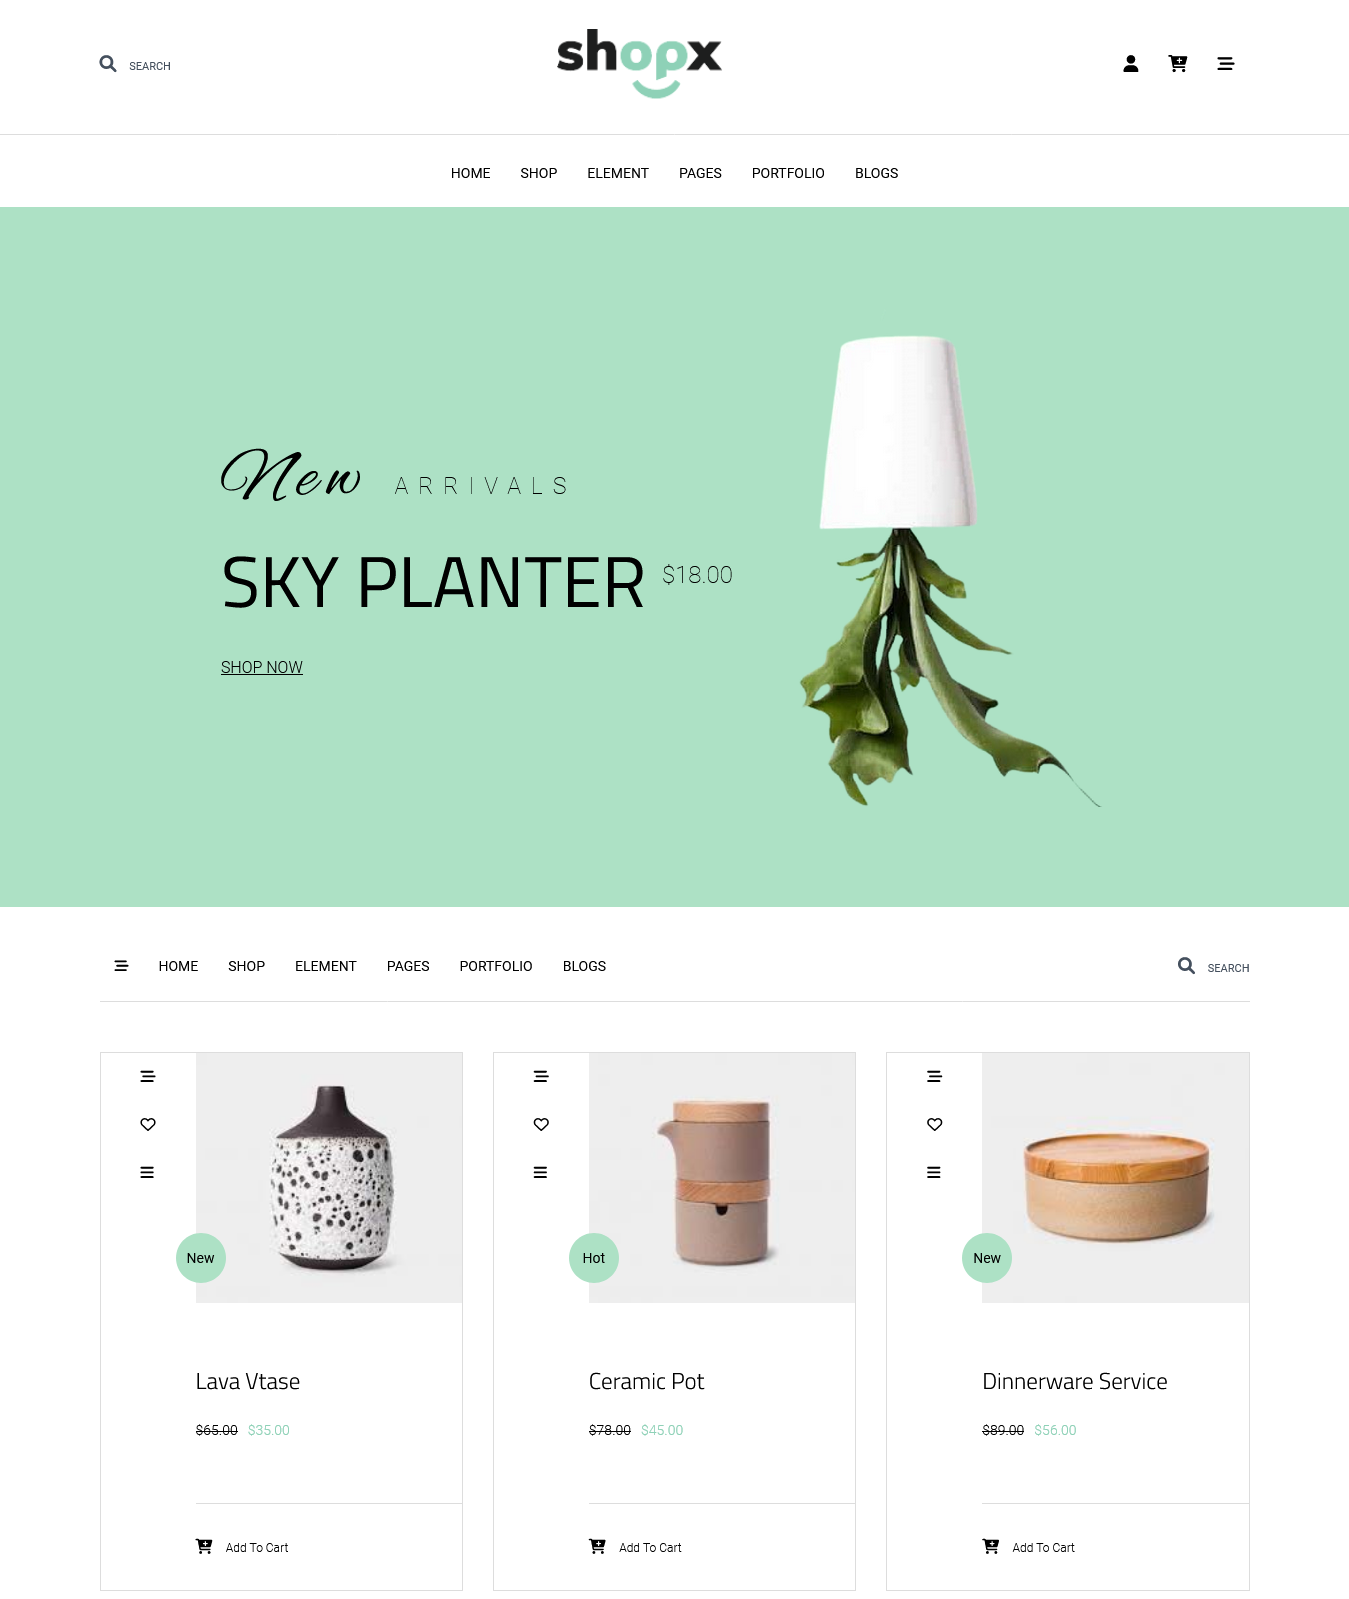 SEARCH
shopx
HOME SHOP ELEMENT PAGES PORTFOLIO BLOGS
New ARRIVALS
SKY PLANTER $18.00
SHOP NOW
HOME SHOP ELEMENT PAGES PORTFOLIO BLOGS
SEARCH
New
Lava Vtase
$65.00 $35.00
Add To Cart
Hot
Ceramic Pot
$78.00 $45.00
Add To Cart
New
Dinnerware Service
$89.00 $56.00
Add To Cart